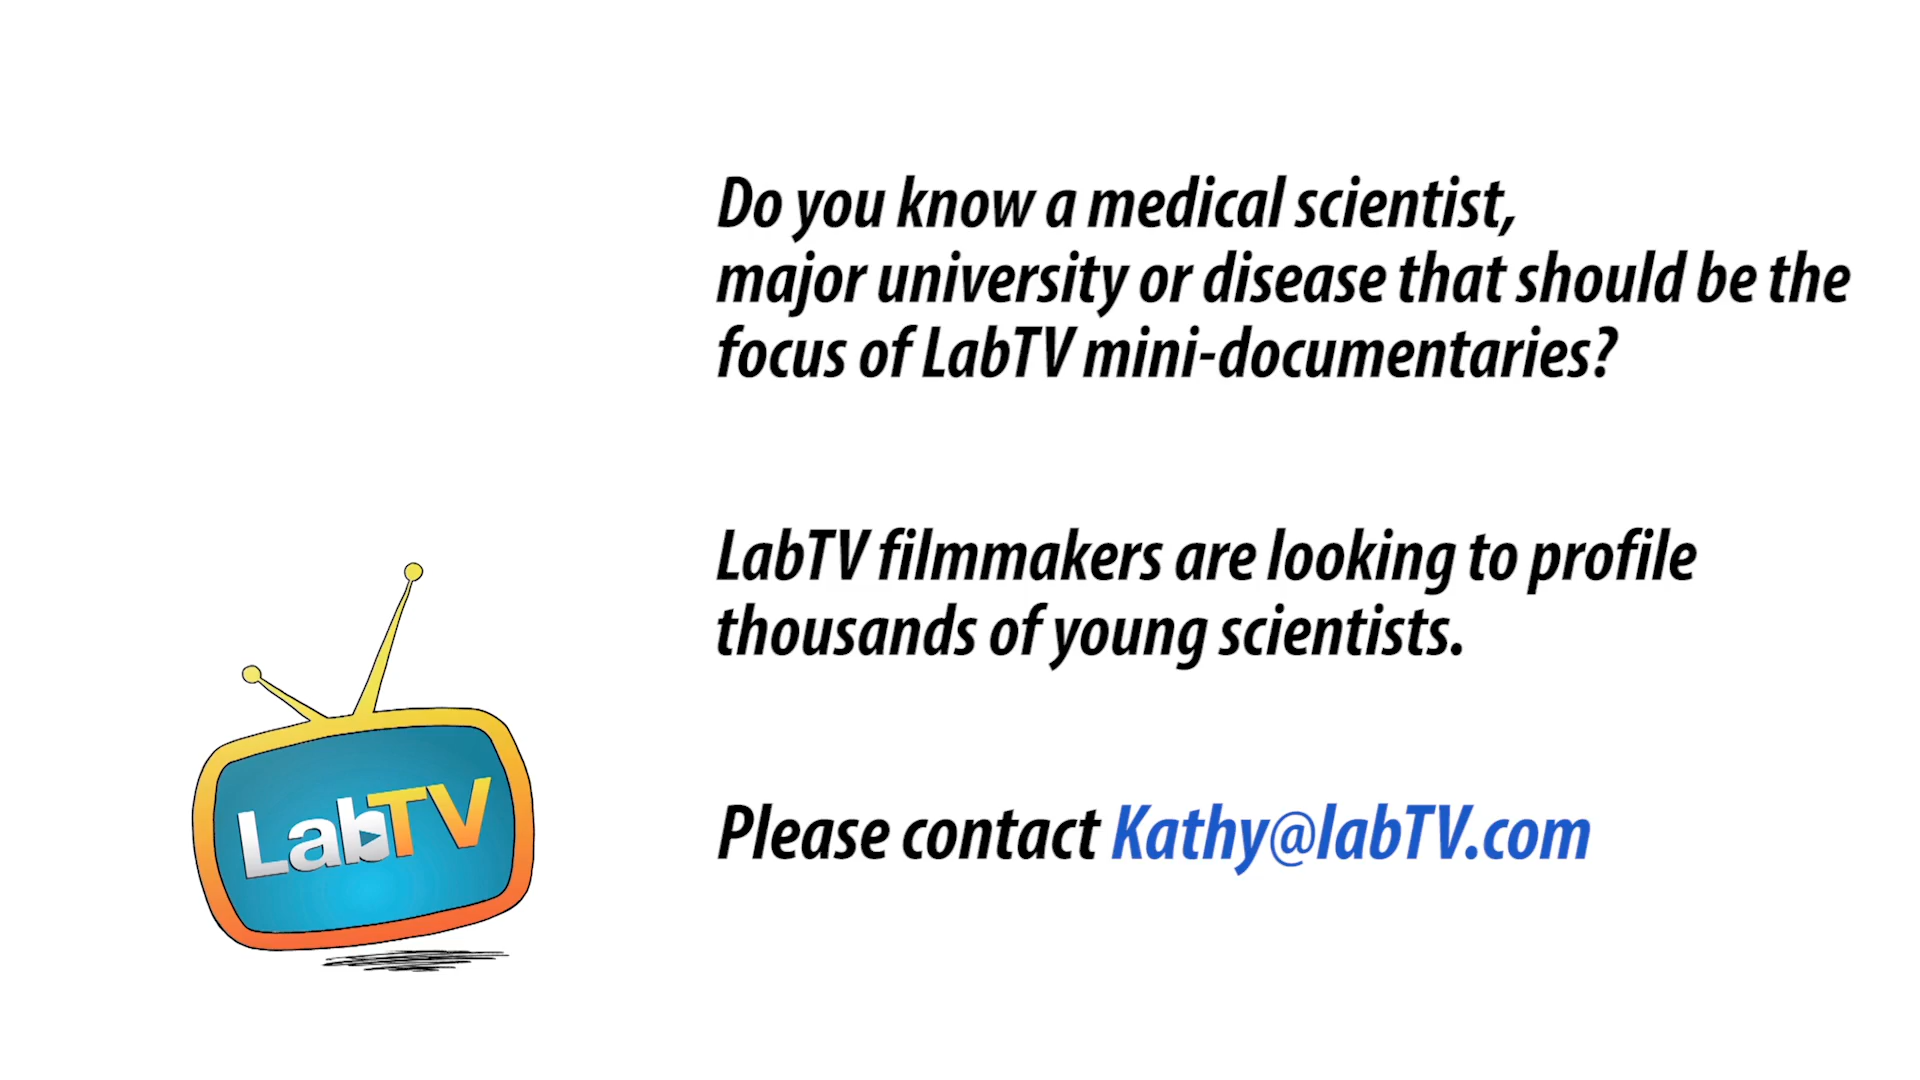 Do you know a medical scientist,
major university or disease that should be the
focus of LabTV mini-documentaries?
LabTV filmmakers are looking to profile
thousands of young scientists.
LabTV
Please contact Kathy@labTV.com